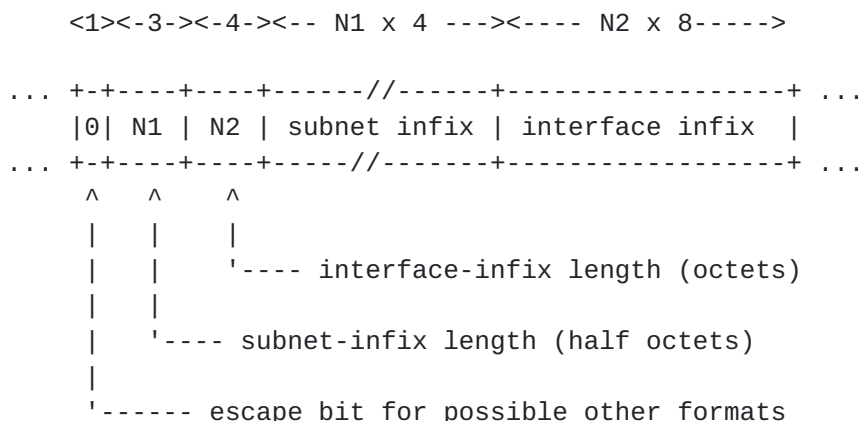 <1><-3-><-4-><-- N1 x 4 ---><---- N2 x 8----->
... +-+----+----+------//------+------------------+ ...
|0| N1 | N2 | subnet infix | interface infix  |
... +-+----+----+-----//-------+------------------+ ...
^   ^    ^
|   |    |
|   |    '---- interface-infix length (octets)
|   |
|   '---- subnet-infix length (half octets)
|
'------ escape bit for possible other formats